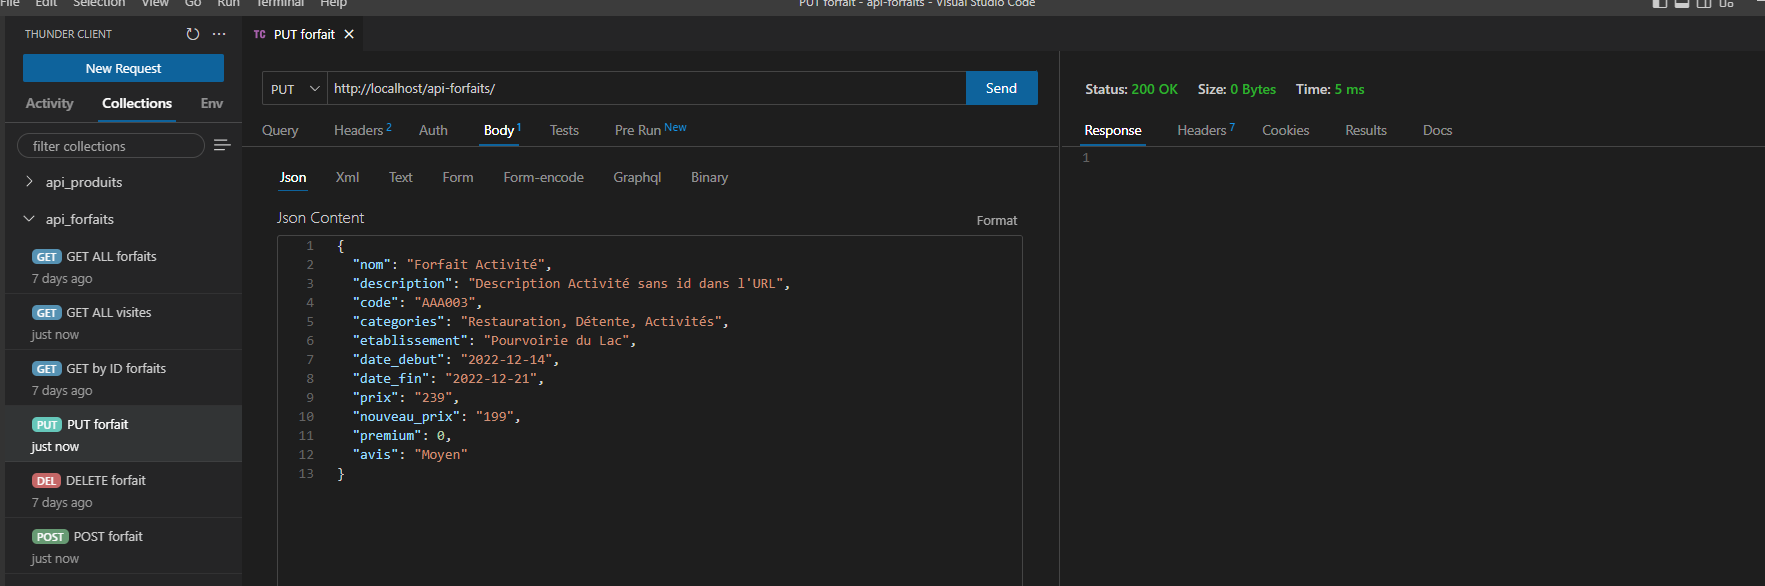 File Edit Selection View Go Run Terminal Help
PUT forfait - api-forfaits - Visual Studio Code
THUNDER CLIENT
New Request
Activity Collections Env
filter collections
api_produits
api_forfaits
GET GET ALL forfaits
7 days ago
GET GET ALL visites
just now
GET GET by ID forfaits
7 days ago
PUT PUT forfait
just now
DEL DELETE forfait
7 days ago
POST POST forfait
just now
TC PUT forfait
PUT http://localhost/api-forfaits/ Send
Query Headers 2 Auth Body 1 Tests Pre Run New
Json Xml Text Form Form-encode Graphql Binary
Json Content
Format
1 {
2 "nom": "Forfait Activité",
3 "description": "Description Activité sans id dans l'URL",
4 "code": "AAA003",
5 "categories": "Restauration, Détente, Activités",
6 "etablissement": "Pourvoirie du Lac",
7 "date_debut": "2022-12-14",
8 "date_fin": "2022-12-21",
9 "prix": "239",
10 "nouveau_prix": "199",
11 "premium": 0,
12 "avis": "Moyen"
13 }
Status: 200 OK Size: 0 Bytes Time: 5 ms
Response Headers 7 Cookies Results Docs
1